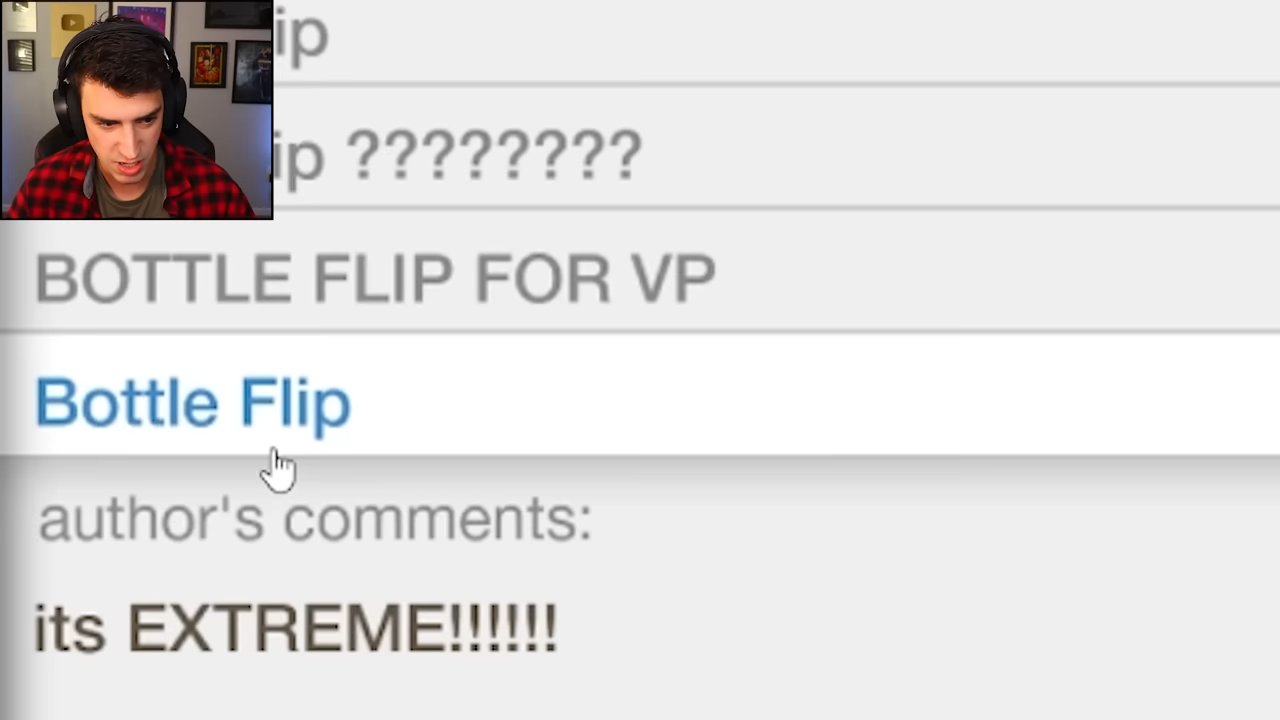 ip
ip ????????
BOTTLE FLIP FOR VP
Bottle Flip
author's comments:
its EXTREME!!!!!!